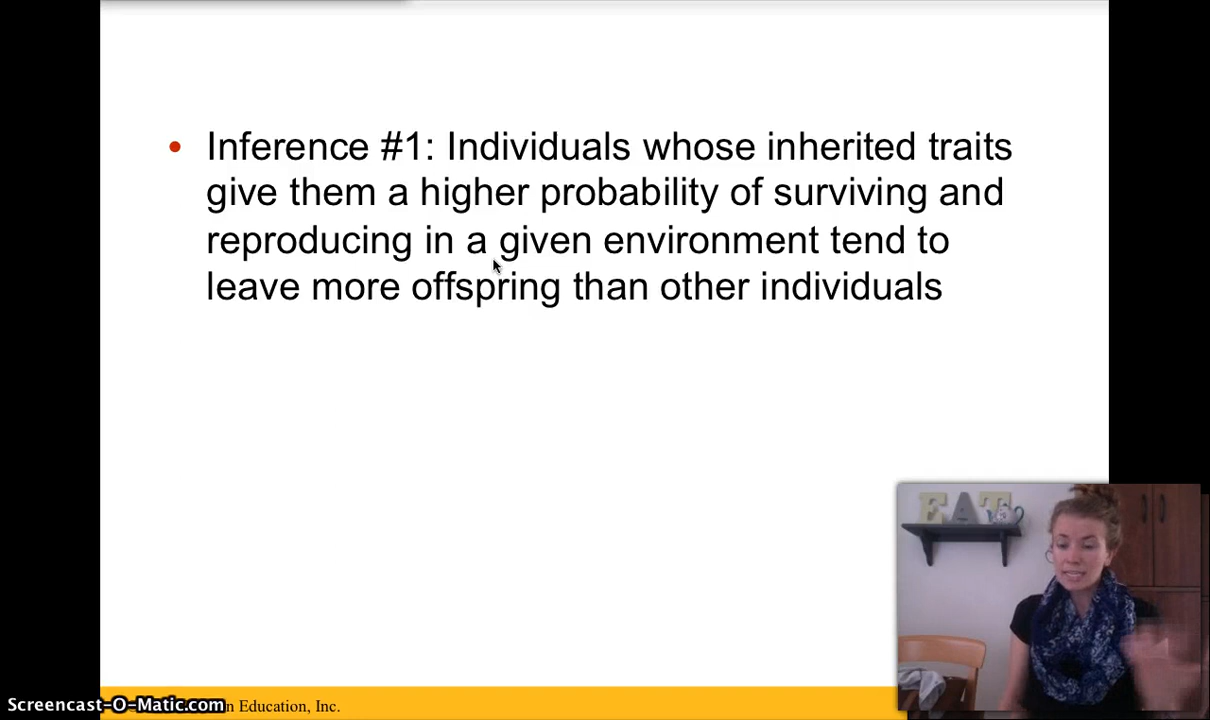 • Inference #1: Individuals whose inherited traits
give them a higher probability of surviving and
reproducing in a given environment tend to
leave more offspring than other individuals
EAT
Screencast-O-Matic.com
n Education, Inc.